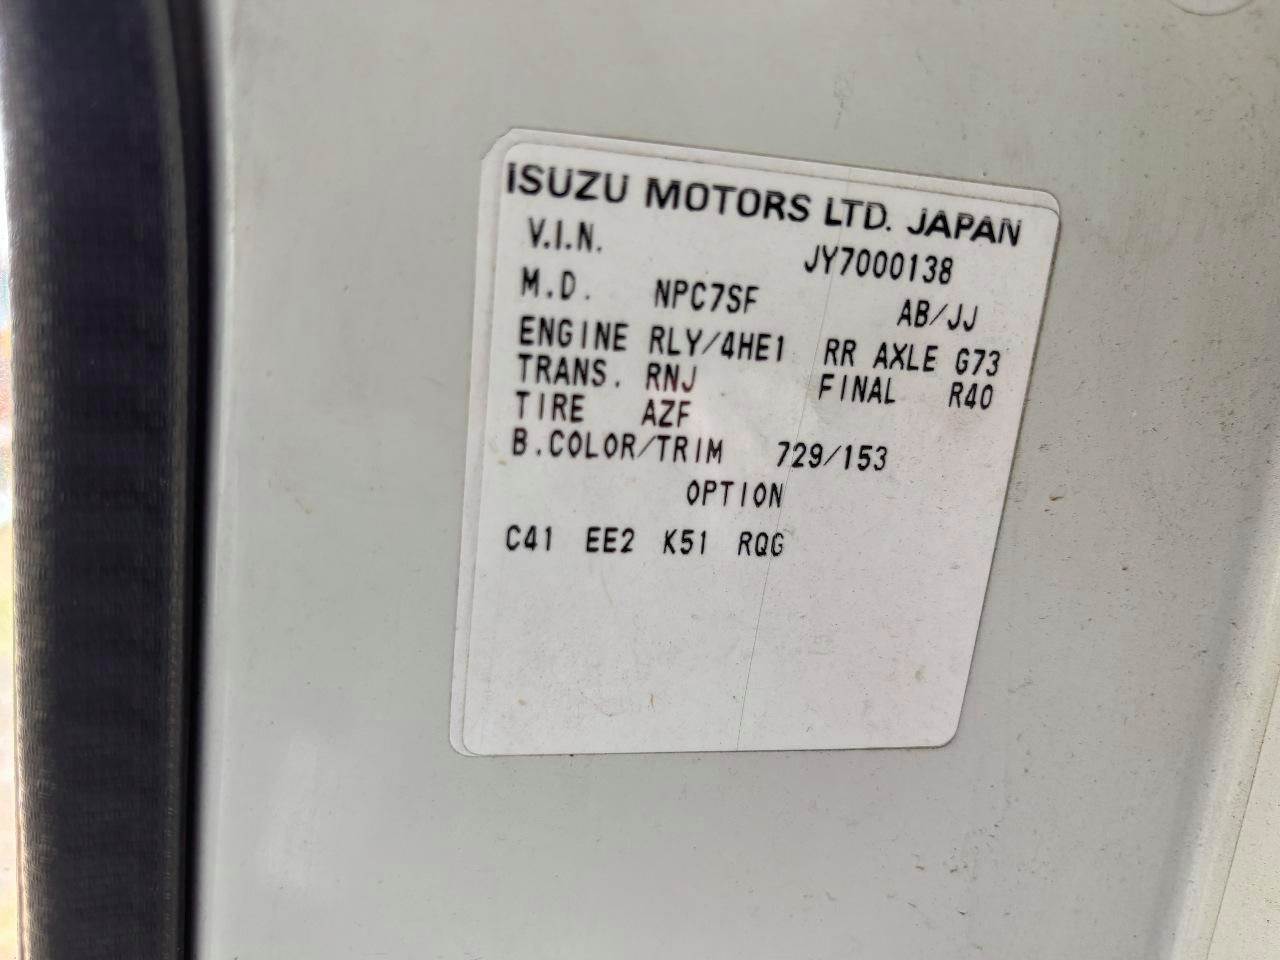 ISUZU MOTORS LTD. JAPAN
V.I.N. JY7000138
M.D. NPC7SF AB/JJ
ENGINE RLY/4HE1 RR AXLE G73
TRANS. RNJ FINAL R40
TIRE AZF
B.COLOR/TRIM 729/153
OPTION
C41 EE2 K51 RQG